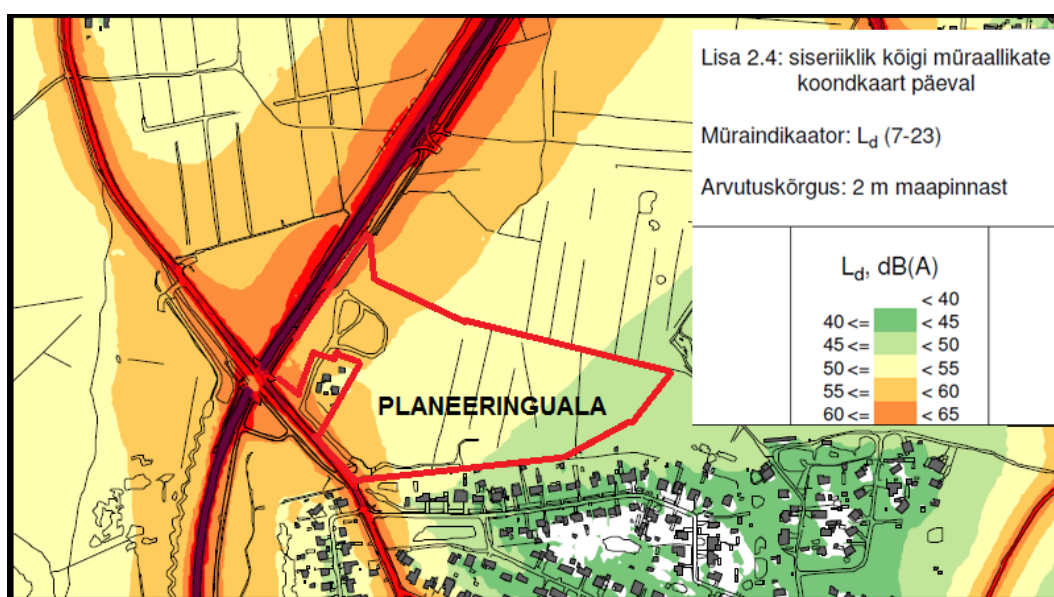 Lisa 2.4: siseriiklik kõigi müraallikate
koondkaart päeval
Müraindikaator: Ld (7-23)
Arvutuskõrgus: 2 m maapinnast
Ld, dB(A)
< 40
40 <= < 45
45 <= < 50
50 <= < 55
55 <= < 60
60 <= < 65
PLANEERINGUALA